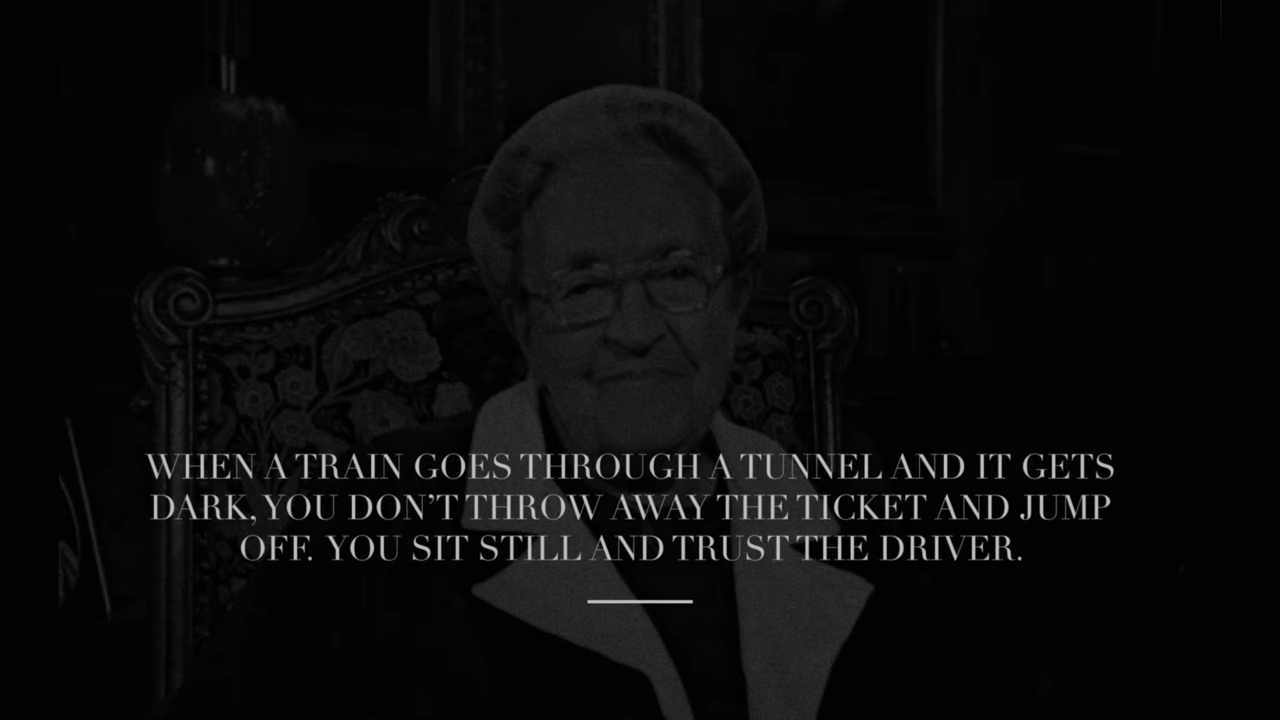 WHEN A TRAIN GOES THROUGH A TUNNEL AND IT GETS
DARK, YOU DON’T THROW AWAY THE TICKET AND JUMP
OFF. YOU SIT STILL AND TRUST THE DRIVER.